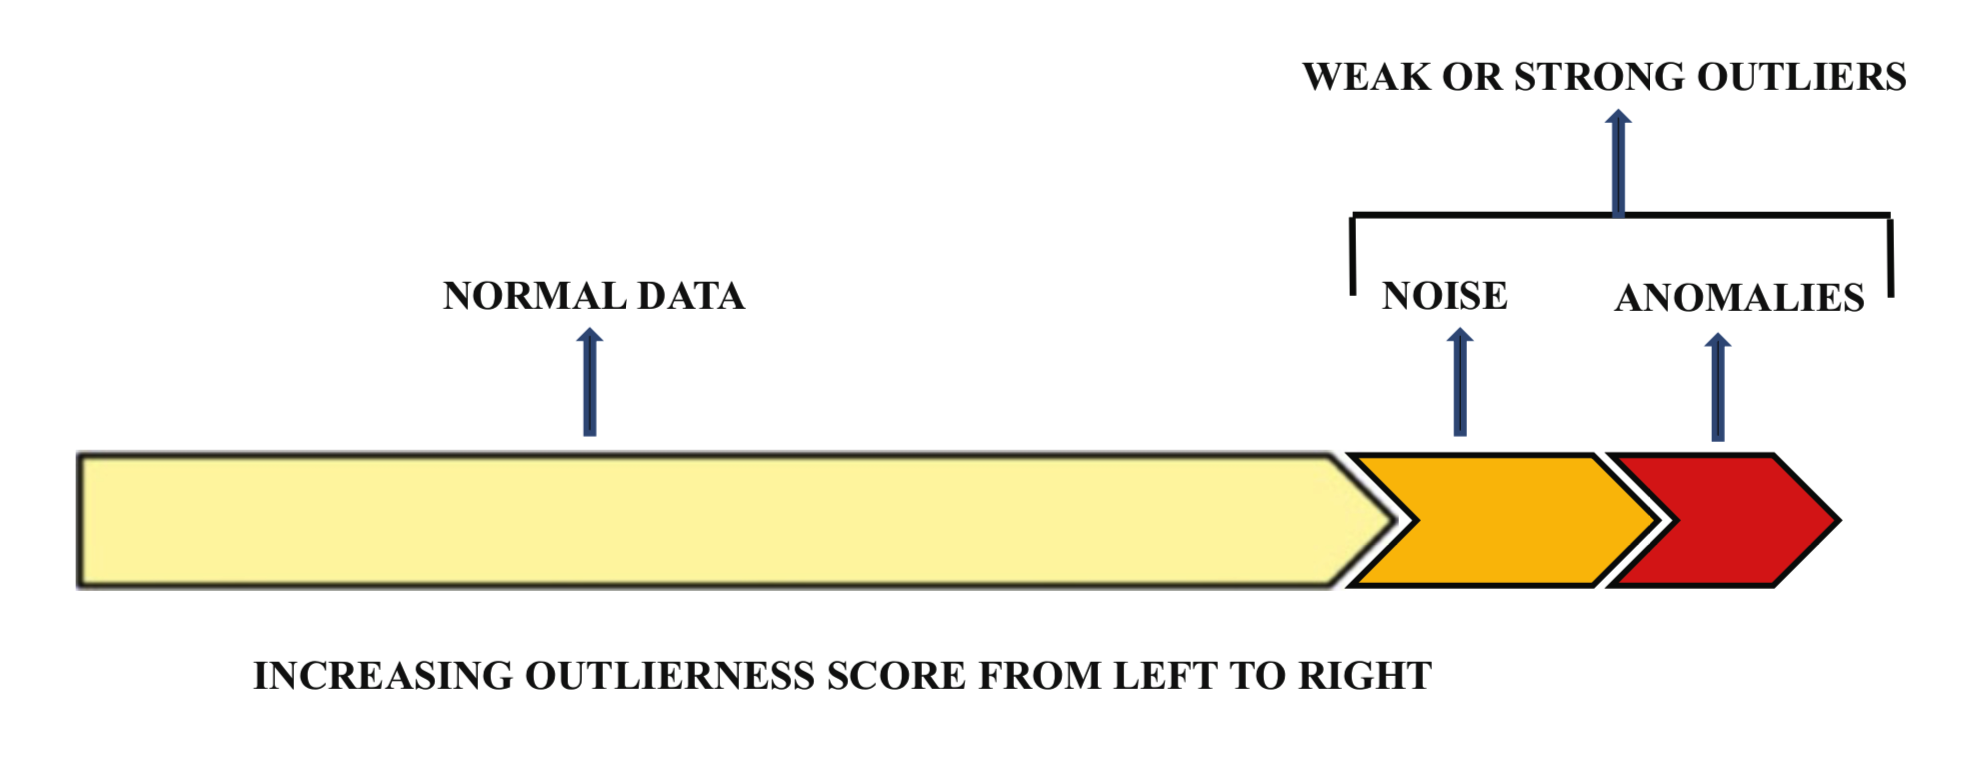 WEAK OR STRONG OUTLIERS
NORMAL DATA
NOISE
ANOMALIES
INCREASING OUTLIERNESS SCORE FROM LEFT TO RIGHT